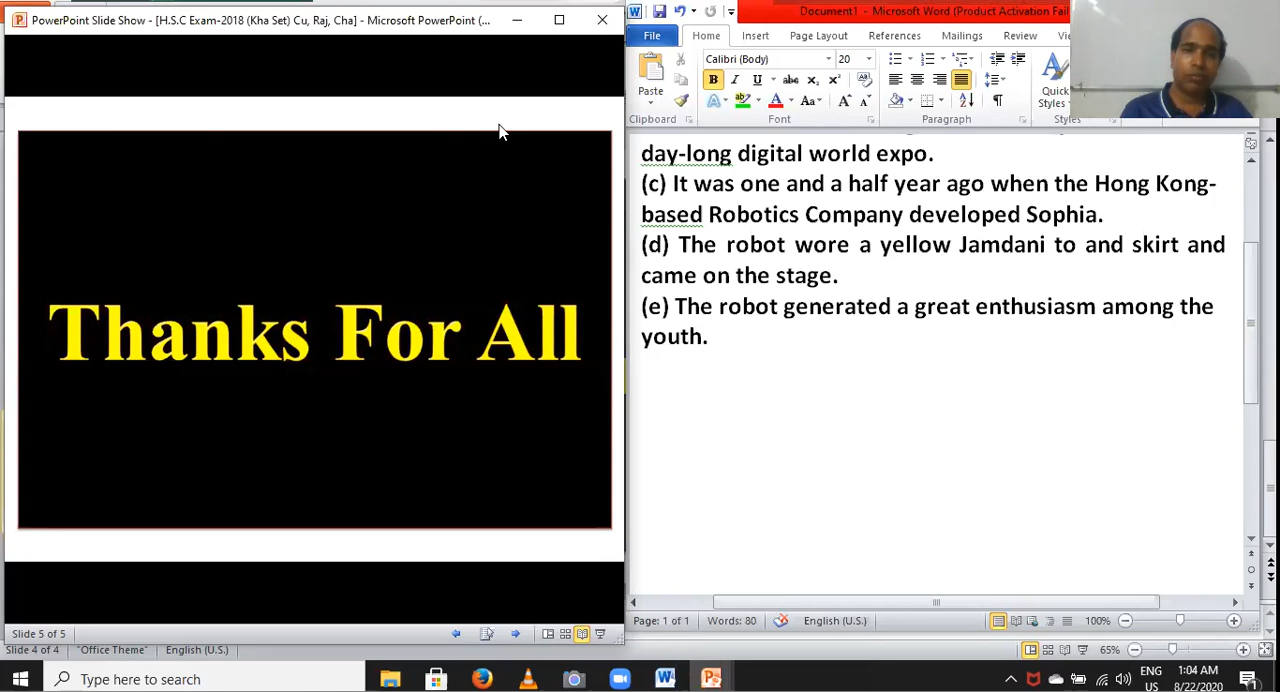 PowerPoint Slide Show - [H.S.C Exam-2018 (Kha Set) Cu, Raj, Cha] - Microsoft PowerPoint (...
Thanks For All
Slide 5 of 5
Slide 4 of 4
"Office Theme"
English (U.S.)
Document1 - Microsoft Word (Product Activation Fail
File
Home
Insert
Page Layout
References
Mailings
Review
Calibri (Body)
20
Paste
Quick
Styles
Clipboard
Font
Paragraph
Styles
day-long digital world expo.
(c) It was one and a half year ago when the Hong Kong-
based Robotics Company developed Sophia.
(d) The robot wore a yellow Jamdani to and skirt and
came on the stage.
(e) The robot generated a great enthusiasm among the
youth.
Page: 1 of 1
Words: 80
English (U.S.)
100%
65%
Type here to search
ENG
US
1:04 AM
8/22/2020